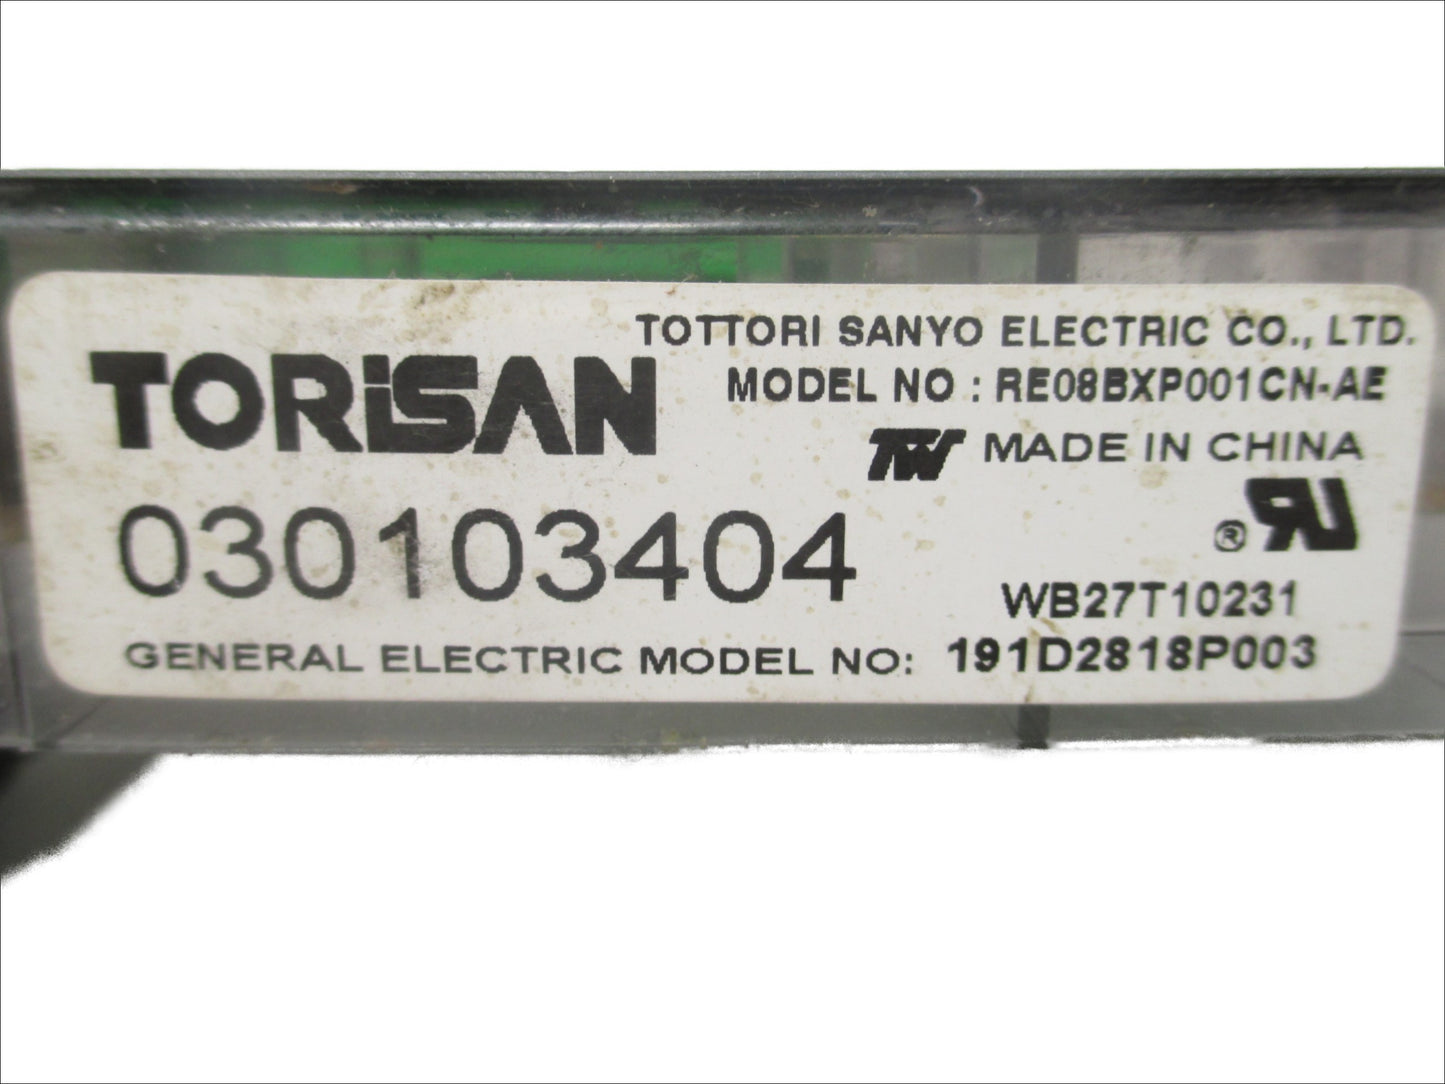 TOTTORI SANYO ELECTRIC CO., LTD.
TORiSAN
MODEL NO : RE08BXP001CN-AE
TW MADE IN CHINA
030103404
®
WB27T10231
GENERAL ELECTRIC MODEL NO: 191D2818P003